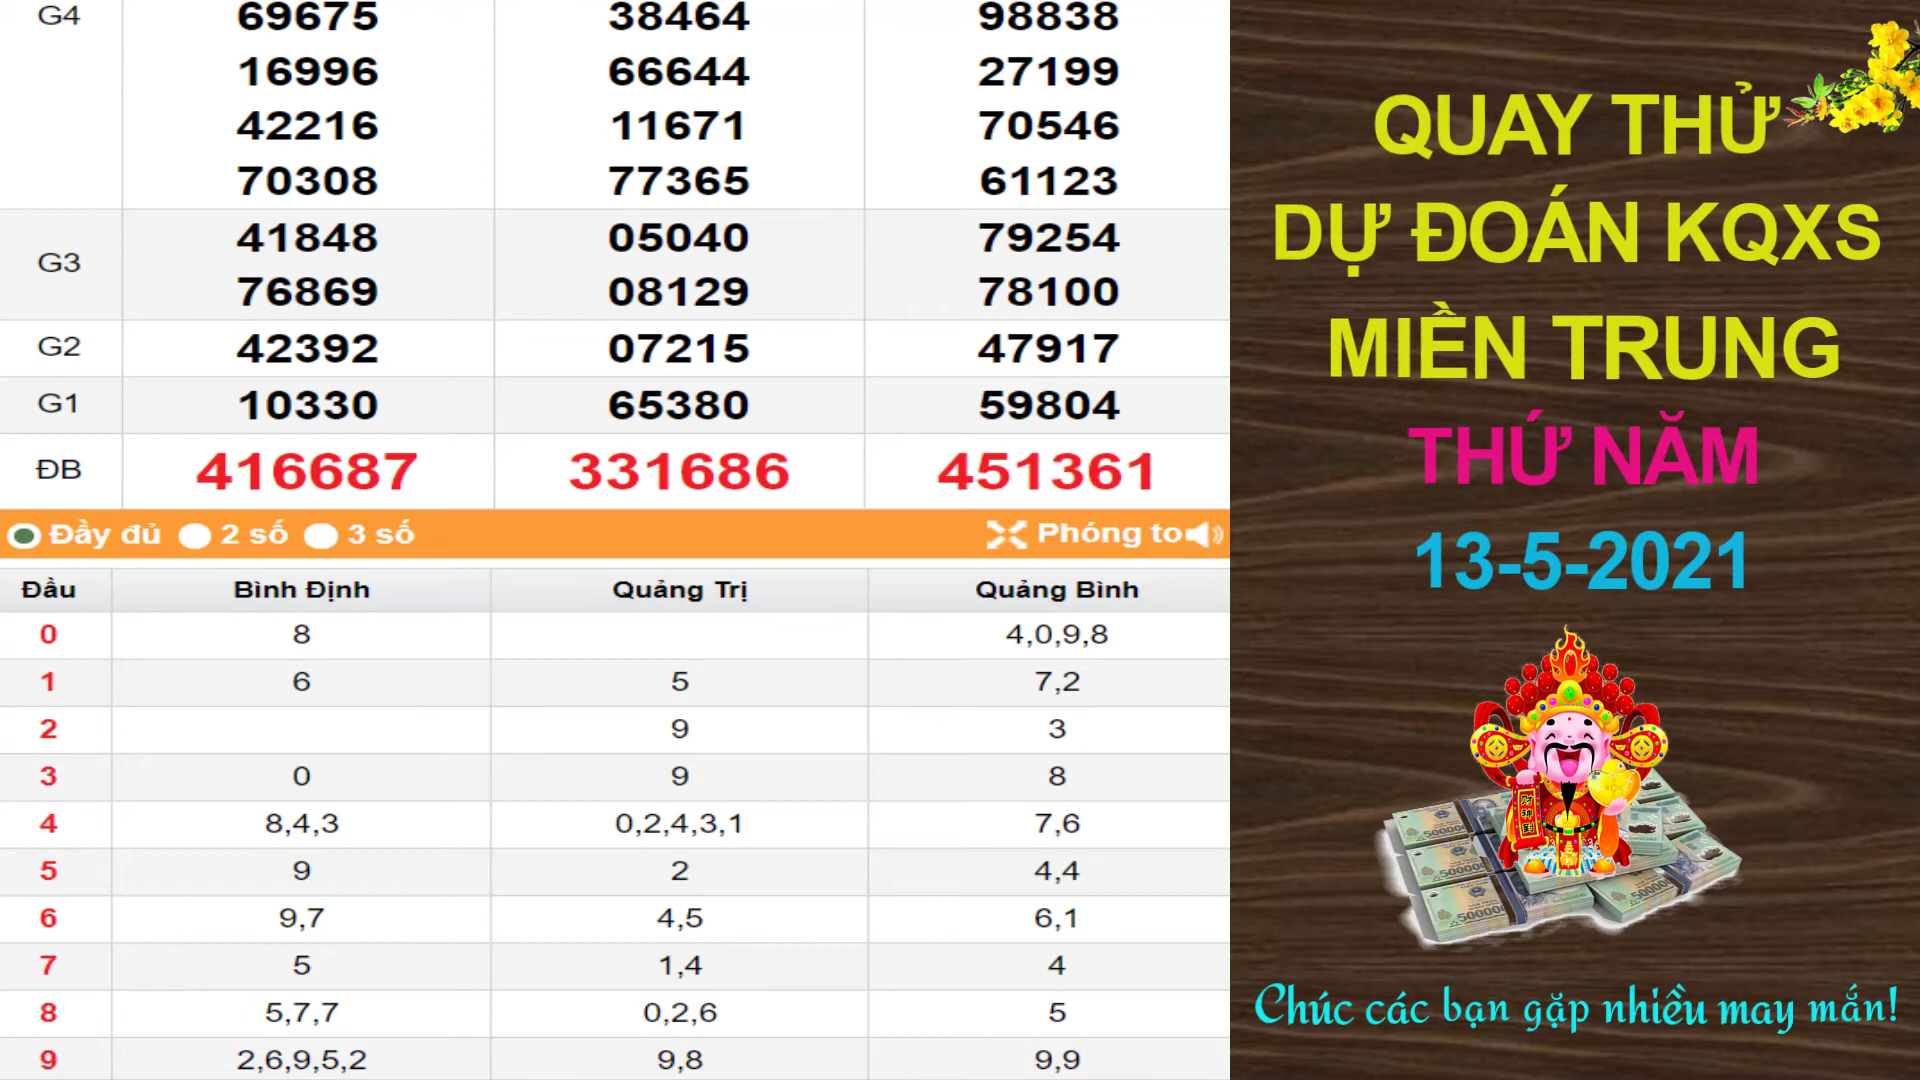 G4 69675 38464 98838
16996 66644 27199
42216 11671 70546
70308 77365 61123
G3 41848 05040 79254
76869 08129 78100
G2 42392 07215 47917
G1 10330 65380 59804
ĐB 416687 331686 451361
Đầy đủ 2 số 3 số Phóng to
Đầu Bình Định Quảng Trị Quảng Bình
0 8 4,0,9,8
1 6 5 7,2
2 9 3
3 0 9 8
4 8,4,3 0,2,4,3,1 7,6
5 9 2 4,4
6 9,7 4,5 6,1
7 5 1,4 4
8 5,7,7 0,2,6 5
9 2,6,9,5,2 9,8 9,9
QUAY THỬ
DỰ ĐOÁN KQXS
MIỀN TRUNG
THỨ NĂM
13-5-2021
Chúc các bạn gặp nhiều may mắn!